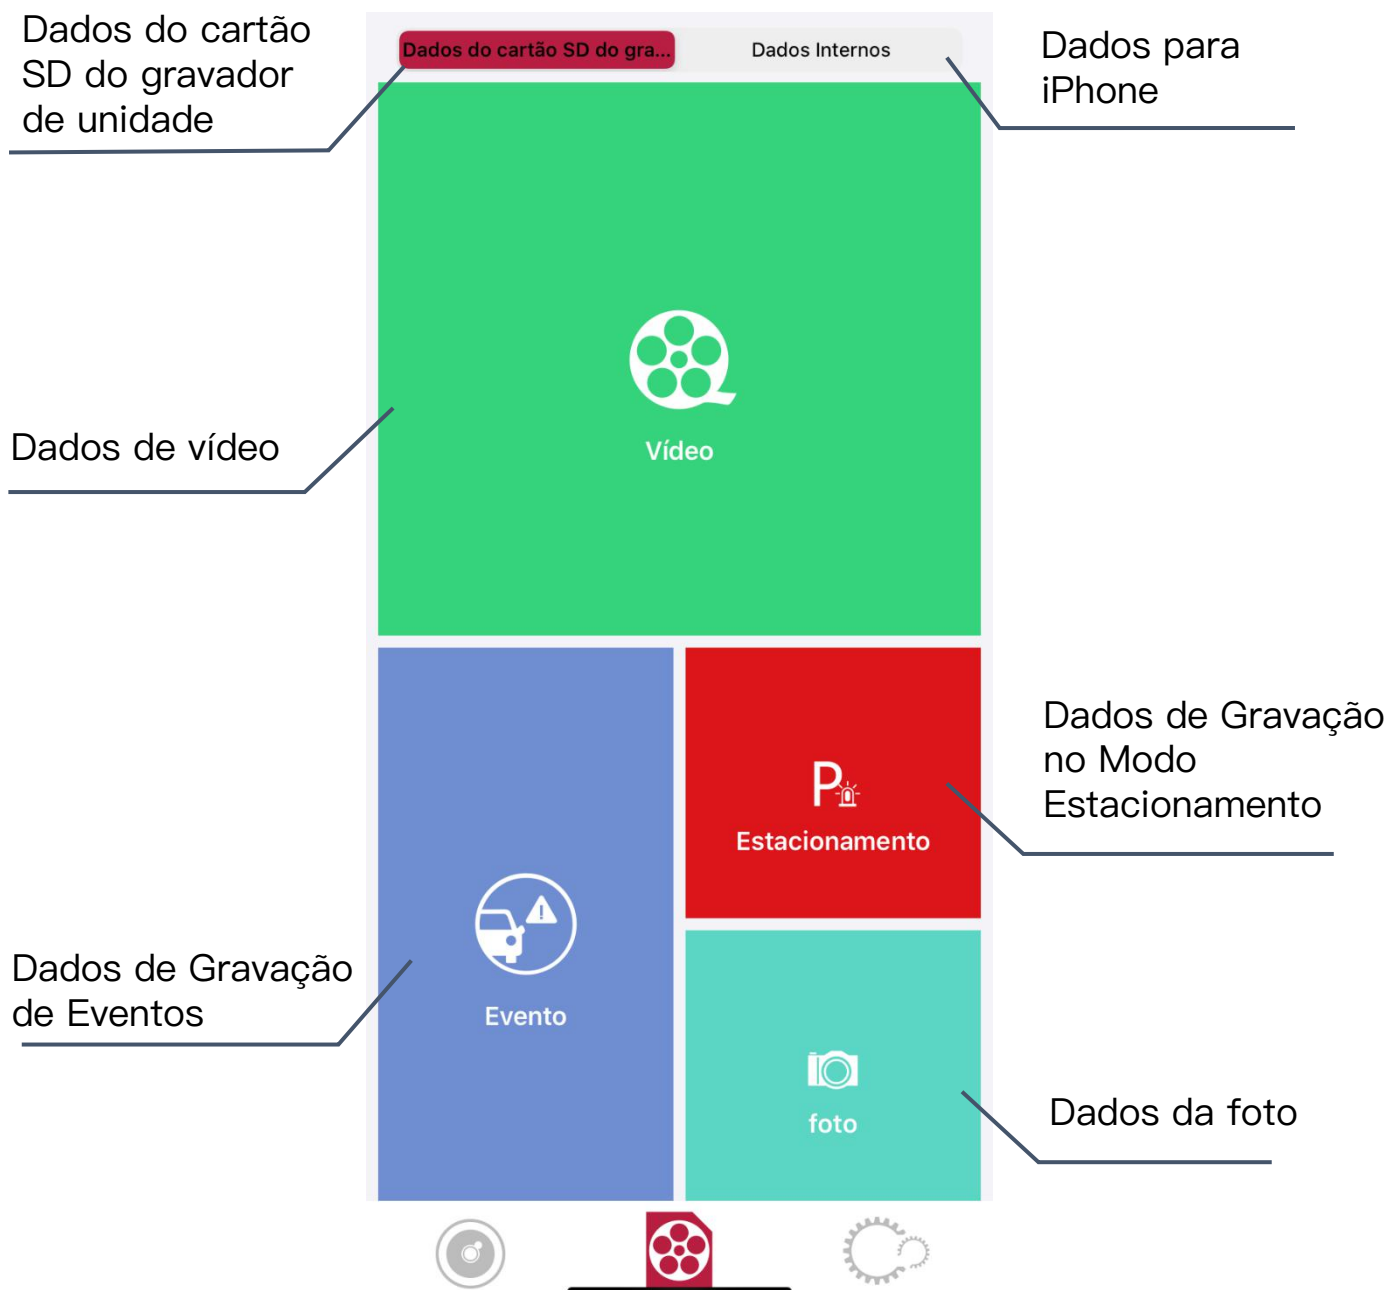 Dados do cartão
SD do gravador
de unidade
Dados do cartão SD do gra...
Dados Internos
Dados para
iPhone
Vídeo
Dados de vídeo
Estacionamento
Dados de Gravação
no Modo
Estacionamento
Evento
Dados de Gravação
de Eventos
foto
Dados da foto